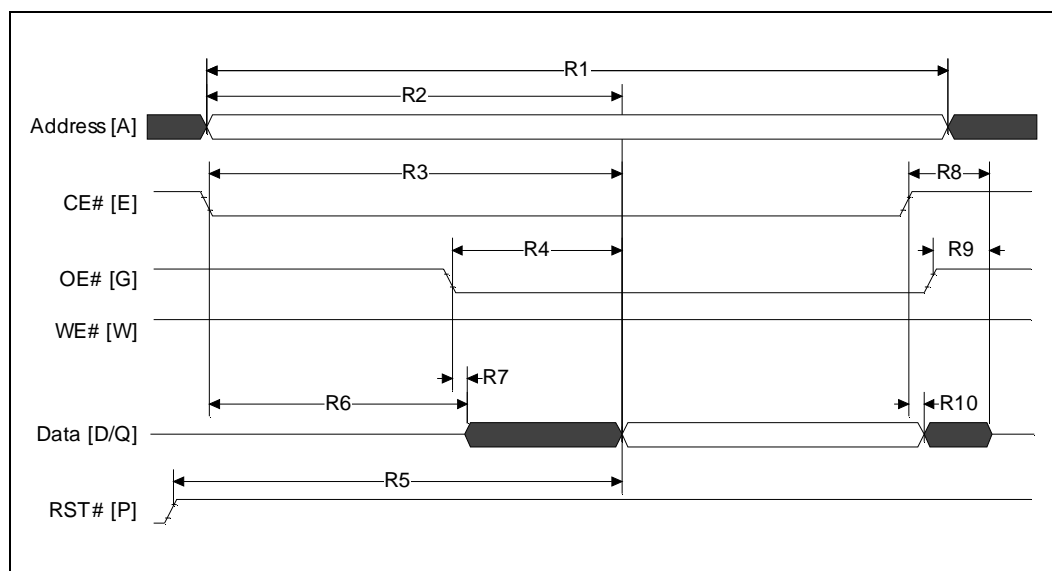 R1
R2
Address [A]
R3
R8
CE# [E]
R4
R9
OE# [G]
WE# [W]
R7
R6
R10
Data [D/Q]
R5
RST# [P]